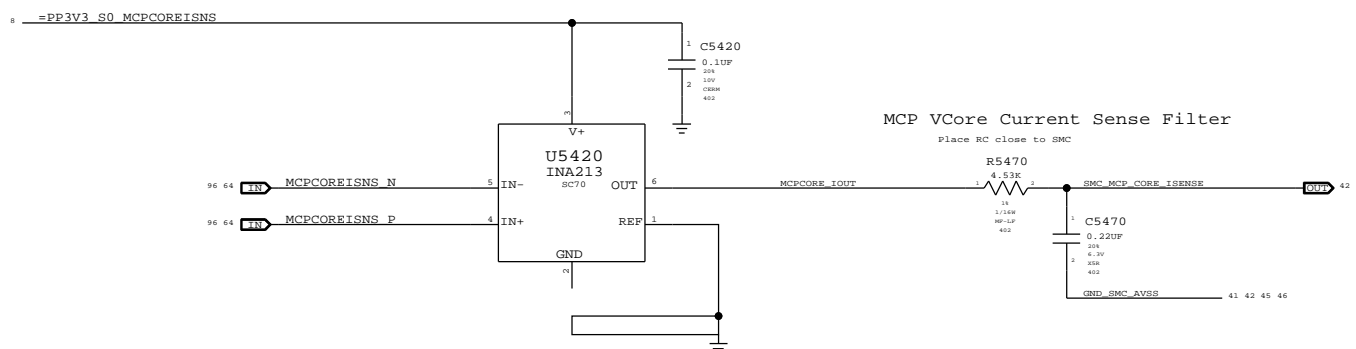 8 =PP3V3_S0_MCPCOREISNS
1 C5420
0.1UF
20%
10V
2 CERM
402
3
V+
MCP VCore Current Sense Filter
Place RC close to SMC
U5420
INA213
SC70
R5470
4.53K
96 64 IN MCPCOREISNS_N 5 IN- OUT 6 MCPCORE_IOUT 1 2 SMC_MCP_CORE_ISENSE OUT 42
1%
1/16W
MF-LF
402
96 64 IN MCPCOREISNS_P 4 IN+ REF 1
1 C5470
0.22UF
20%
6.3V
2 X5R
402
GND
2
GND_SMC_AVSS 41 42 45 46